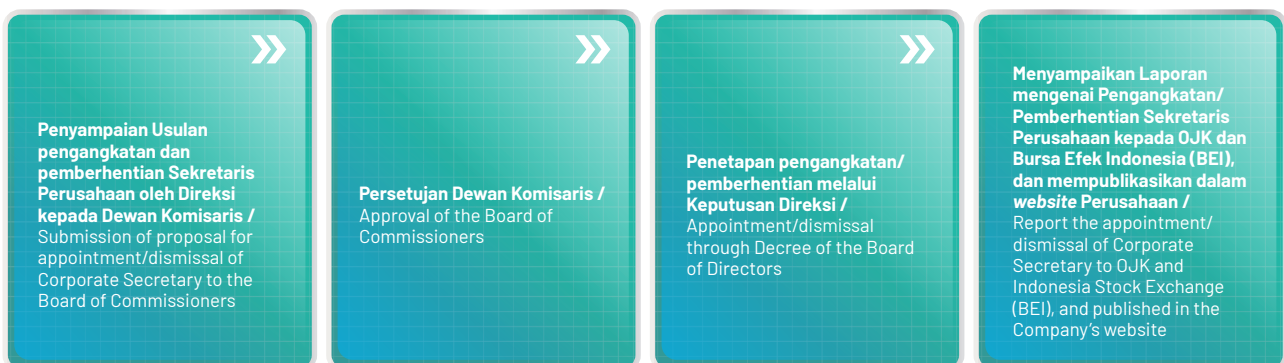 Penyampaian Usulan
pengangkatan dan
pemberhentian Sekretaris
Perusahaan oleh Direksi
kepada Dewan Komisaris /
Submission of proposal for
appointment/dismissal of
Corporate Secretary to the
Board of Commissioners
Persetujan Dewan Komisaris /
Approval of the Board of
Commissioners
Penetapan pengangkatan/
pemberhentian melalui
Keputusan Direksi /
Appointment/dismissal
through Decree of the Board
of Directors
Menyampaikan Laporan
mengenai Pengangkatan/
Pemberhentian Sekretaris
Perusahaan kepada OJK dan
Bursa Efek Indonesia (BEI),
dan mempublikasikan dalam
website Perusahaan /
Report the appointment/
dismissal of Corporate
Secretary to OJK and
Indonesia Stock Exchange
(BEI), and published in the
Company's website